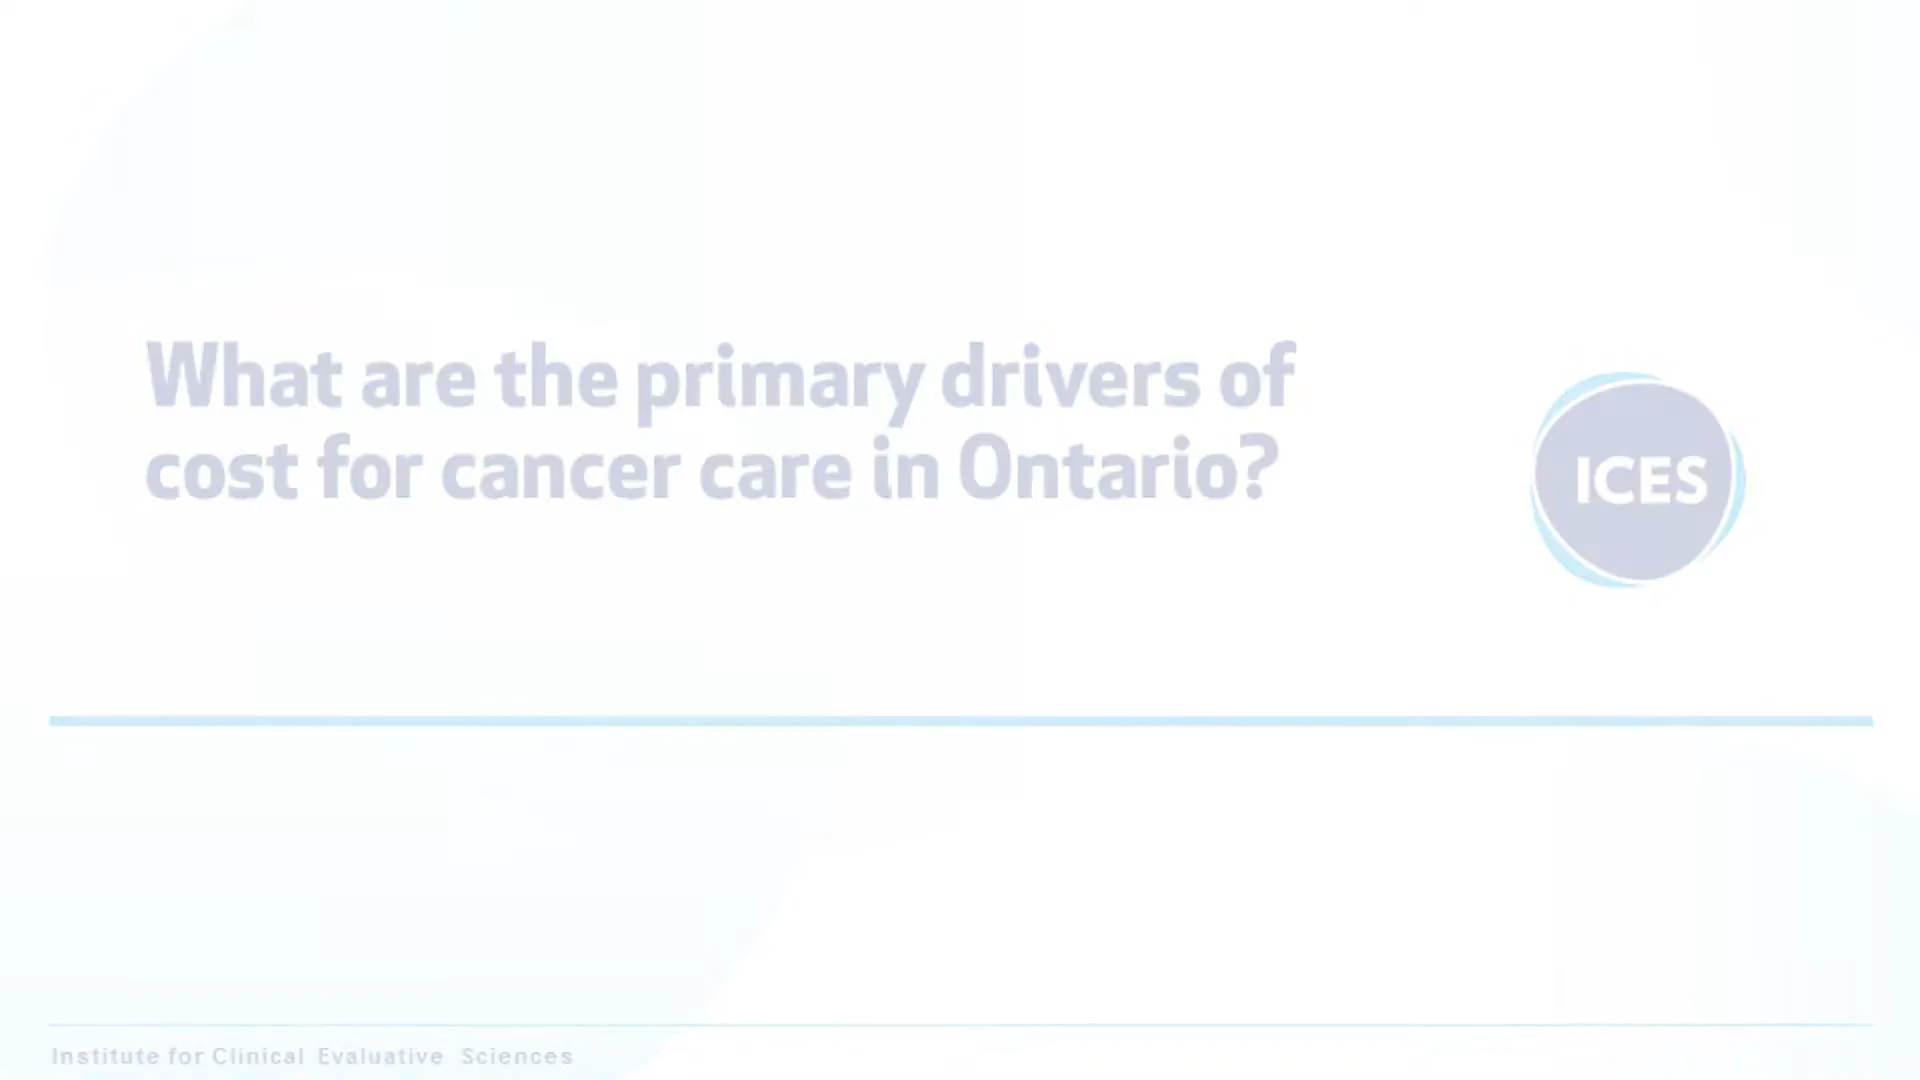 What are the primary drivers of
cost for cancer care in Ontario?
ICES
Institute for Clinical Evaluative Sciences